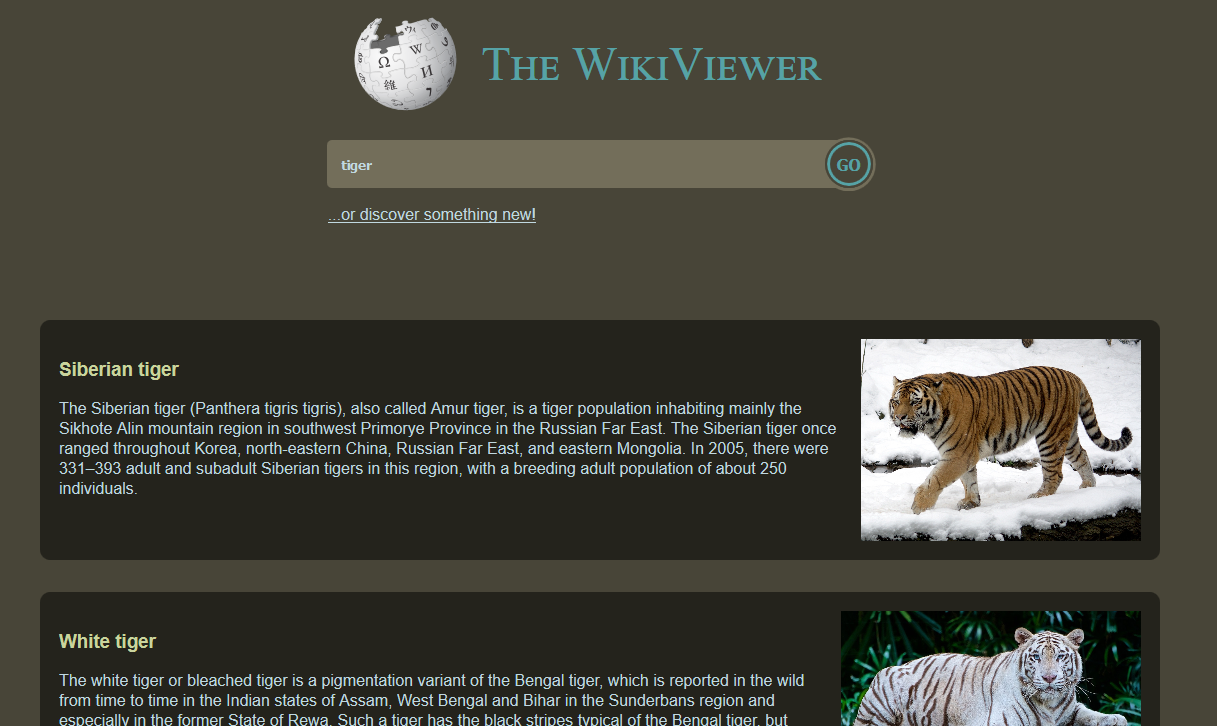 Ω W И 維 ви
The WikiViewer
tiger
GO
...or discover something new!
Siberian tiger
The Siberian tiger (Panthera tigris tigris), also called Amur tiger, is a tiger population inhabiting mainly the
Sikhote Alin mountain region in southwest Primorye Province in the Russian Far East. The Siberian tiger once
ranged throughout Korea, north-eastern China, Russian Far East, and eastern Mongolia. In 2005, there were
331–393 adult and subadult Siberian tigers in this region, with a breeding adult population of about 250
individuals.
White tiger
The white tiger or bleached tiger is a pigmentation variant of the Bengal tiger, which is reported in the wild
from time to time in the Indian states of Assam, West Bengal and Bihar in the Sunderbans region and
especially in the former State of Rewa. Such a tiger has the black stripes typical of the Bengal tiger, but